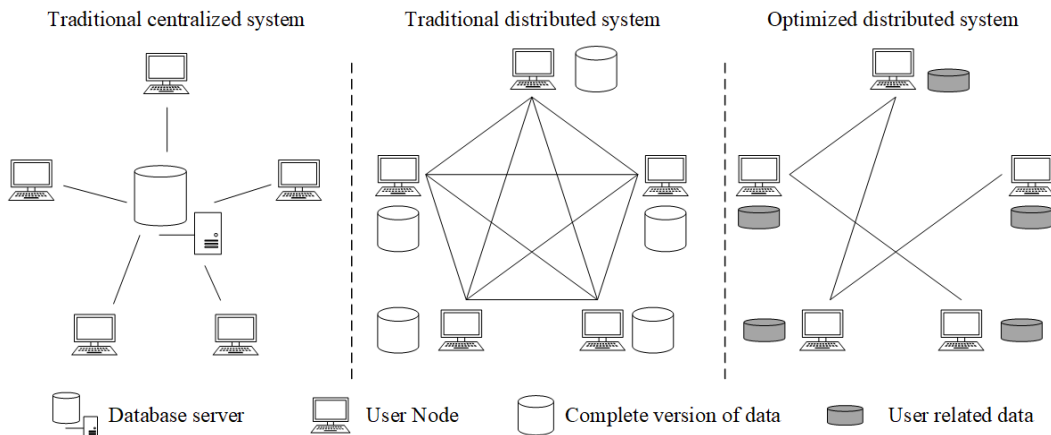 Traditional centralized system
Traditional distributed system
Optimized distributed system
Database server
User Node
Complete version of data
User related data